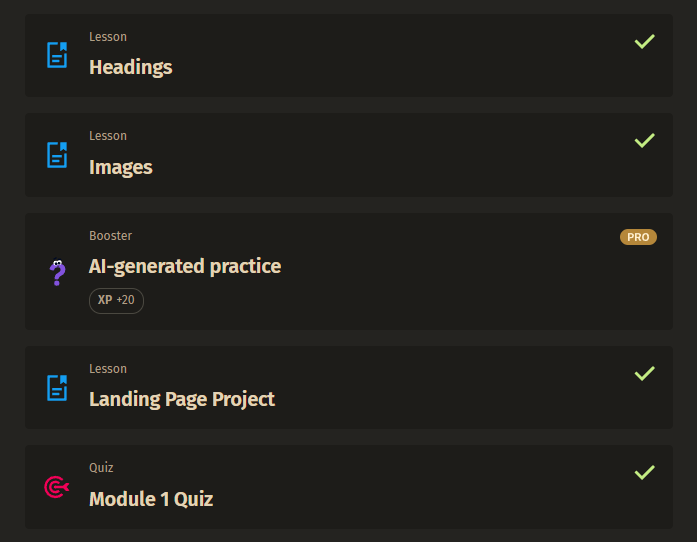 Lesson
Headings
Lesson
Images
Booster
PRO
AI-generated practice
XP +20
Lesson
Landing Page Project
Quiz
Module 1 Quiz